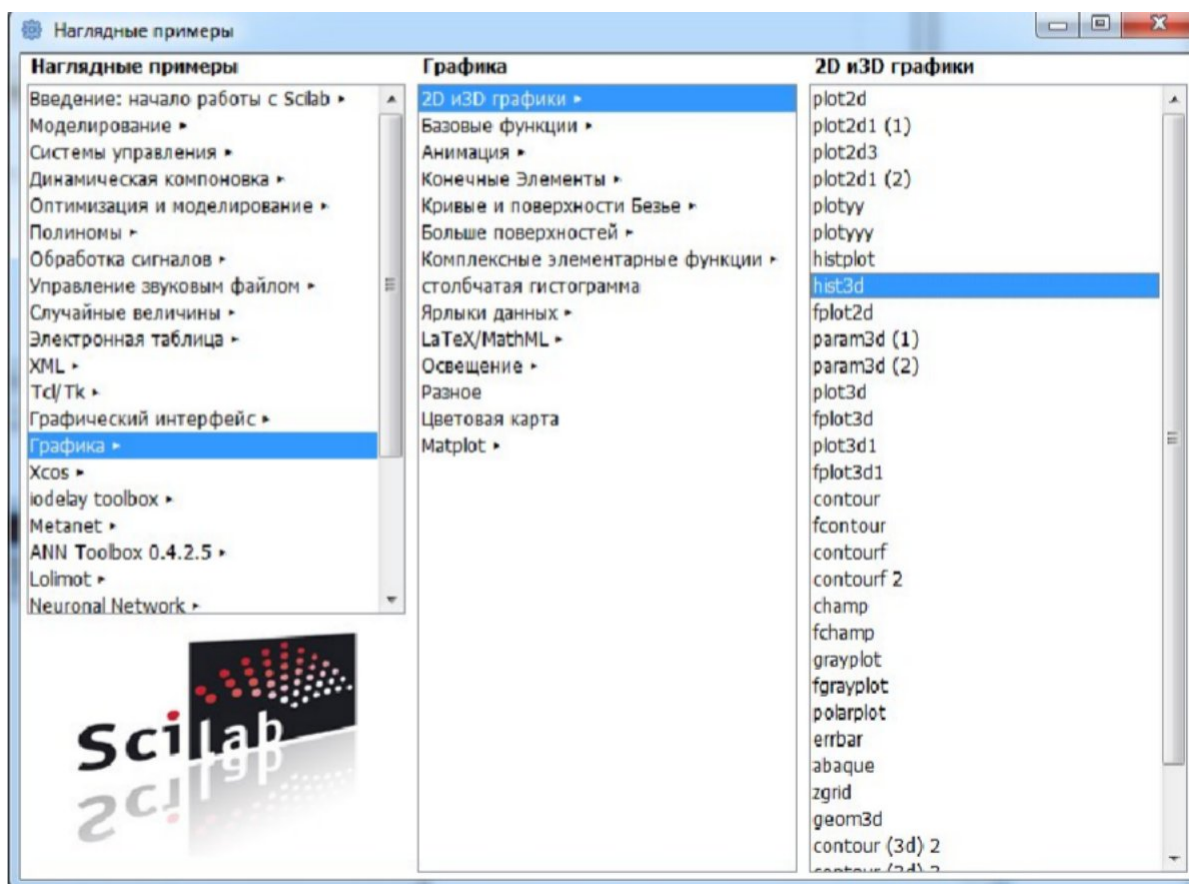 Наглядные примеры
Наглядные примеры
Введение: начало работы с Scilab ▸
Моделирование ▸
Системы управления ▸
Динамическая компоновка ▸
Оптимизация и моделирование ▸
Полиномы ▸
Обработка сигналов ▸
Управление звуковым файлом ▸
Случайные величины ▸
Электронная таблица ▸
XML ▸
Tcl/Tk ▸
Графический интерфейс ▸
Графика ▸
Xcos ▸
iodelay toolbox ▸
Metanet ▸
ANN Toolbox 0.4.2.5 ▸
Lolimot ▸
Neuronal Network ▸
Scilab
Графика
2D и3D графики ▸
Базовые функции ▸
Анимация ▸
Конечные Элементы ▸
Кривые и поверхности Безье ▸
Больше поверхностей ▸
Комплексные элементарные функции ▸
столбчатая гистограмма
Ярлыки данных ▸
LaTeX/MathML ▸
Освещение ▸
Разное
Цветовая карта
Matplot ▸
2D и3D графики
plot2d
plot2d1 (1)
plot2d3
plot2d1 (2)
plotyy
plotyyy
histplot
hist3d
fplot2d
param3d (1)
param3d (2)
plot3d
fplot3d
plot3d1
fplot3d1
contour
fcontour
contourf
contourf 2
champ
fchamp
grayplot
fgrayplot
polarplot
errbar
abaque
zgrid
geom3d
contour (3d) 2